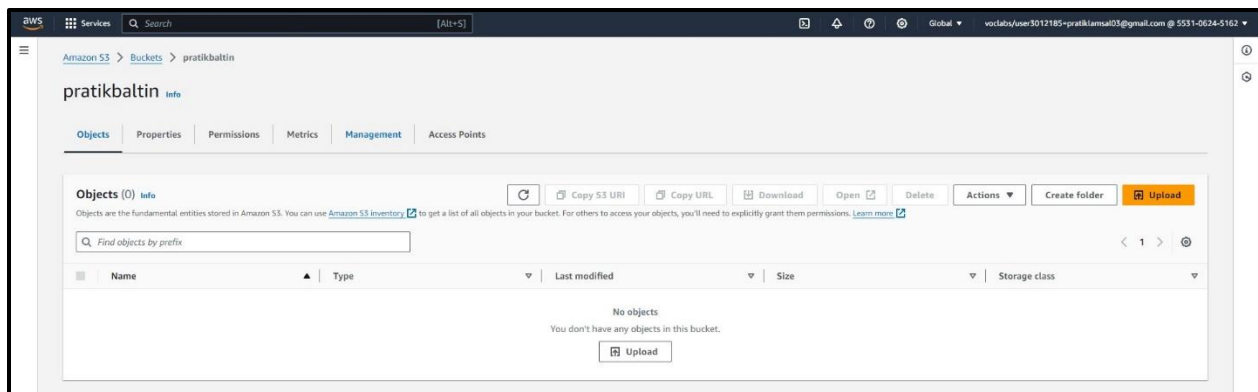 aws Services Search [Alt+S] Global voclabs/user3012185=pratiklamsal03@gmail.com @ 5531-0624-5162
Amazon S3 > Buckets > pratikbaltin
pratikbaltin Info
Objects Properties Permissions Metrics Management Access Points
Objects (0) Info Copy S3 URI Copy URL Download Open Delete Actions Create folder Upload
Objects are the fundamental entities stored in Amazon S3. You can use Amazon S3 inventory to get a list of all objects in your bucket. For others to access your objects, you'll need to explicitly grant them permissions. Learn more
Find objects by prefix < 1 >
Name Type Last modified Size Storage class
No objects
You don't have any objects in this bucket.
Upload